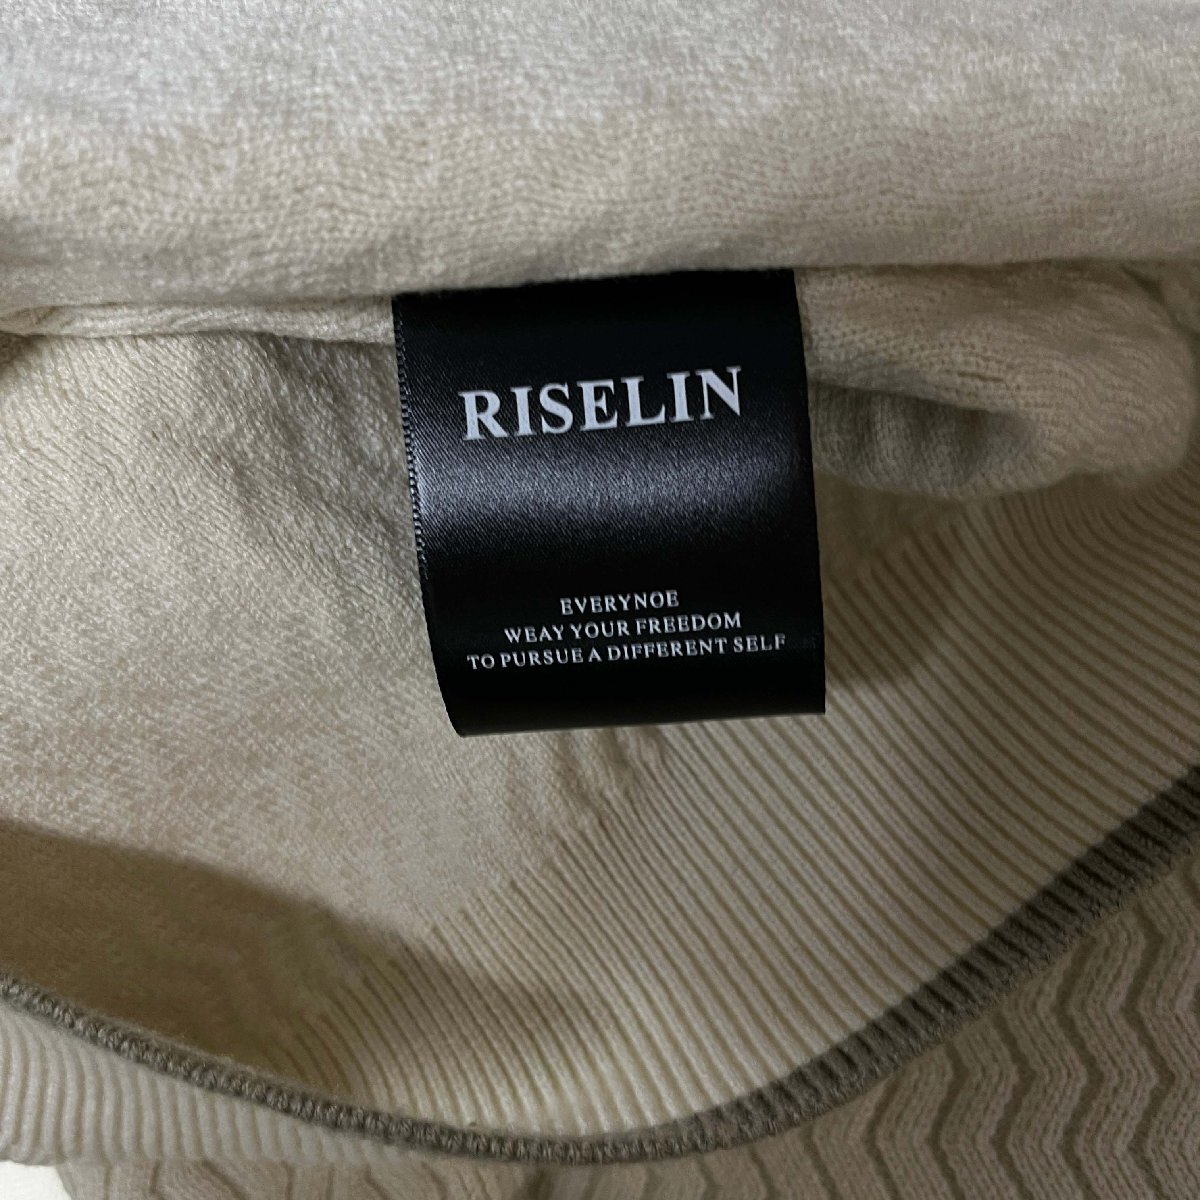 RISELIN
EVERYNOE
WEAY YOUR FREEDOM
TO PURSUE A DIFFERENT SELF